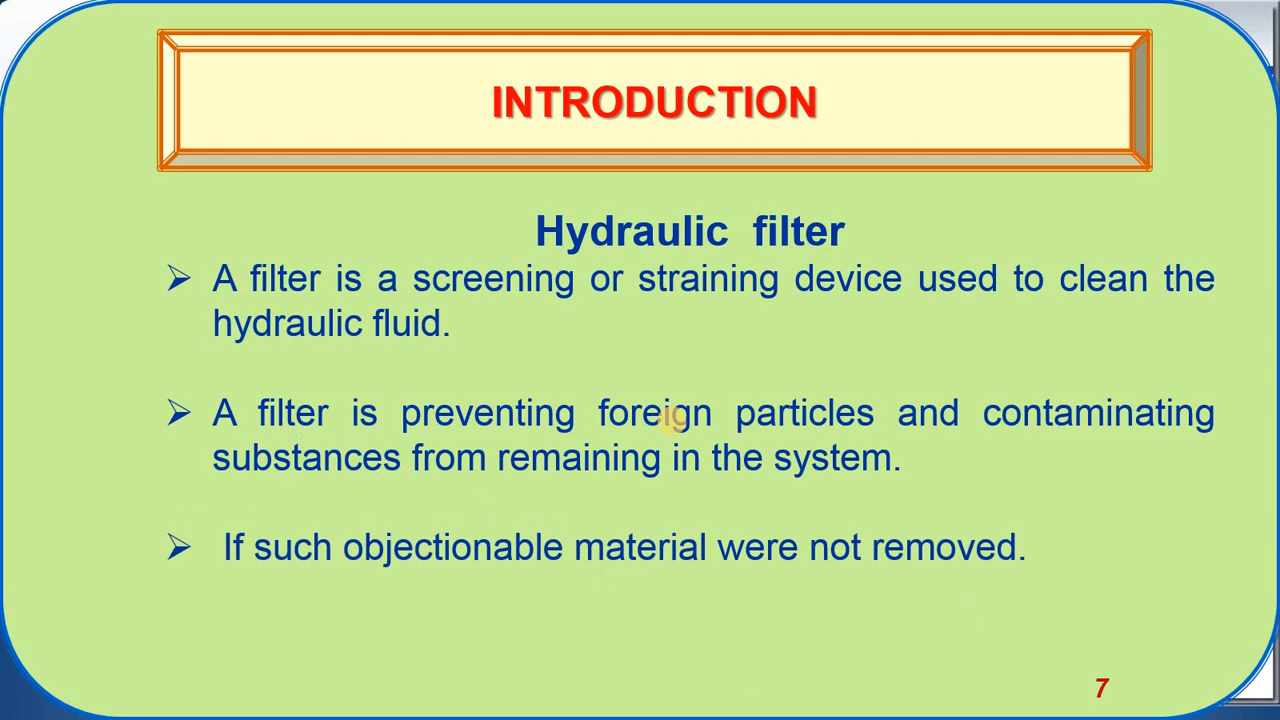 INTRODUCTION
Hydraulic filter
➢ A filter is a screening or straining device used to clean the
hydraulic fluid.
➢ A filter is preventing foreign particles and contaminating
substances from remaining in the system.
➢ If such objectionable material were not removed.
7